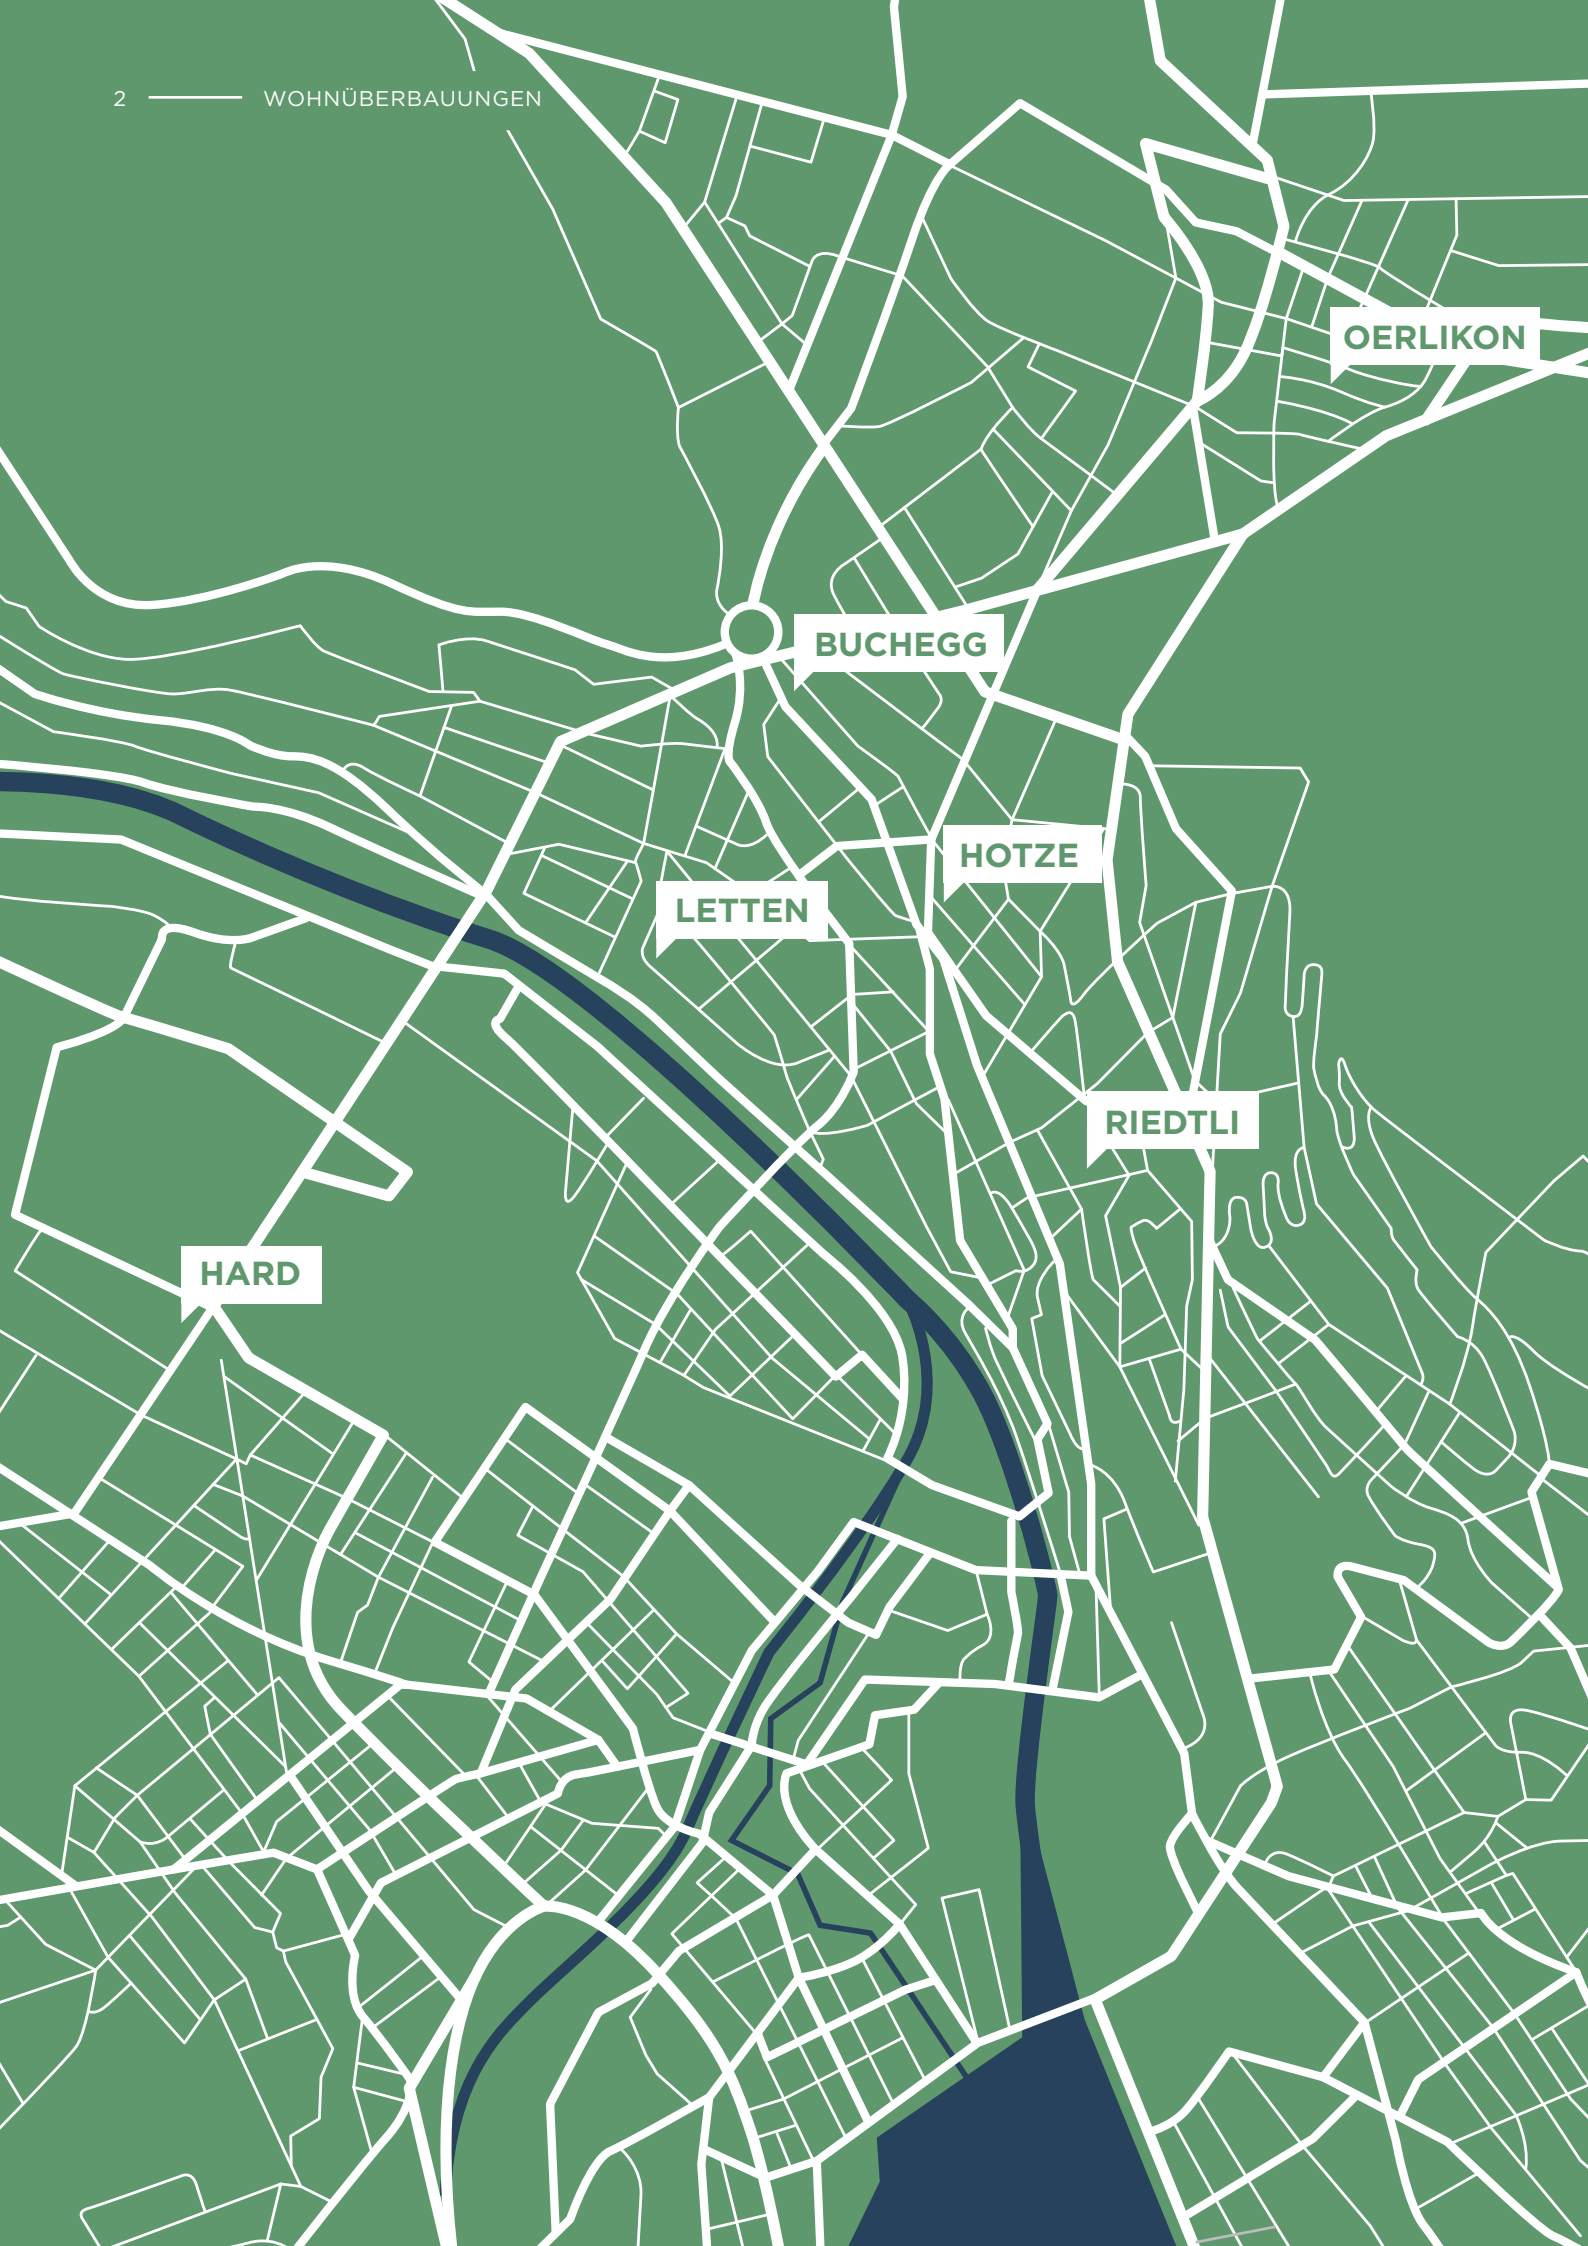 2 WOHNÜBERBAUUNGEN
OERLIKON
BUCHEGG
HOTZE
LETTEN
RIEDTLI
HARD